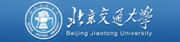 北京交通大学
Beijing Jiaotong University